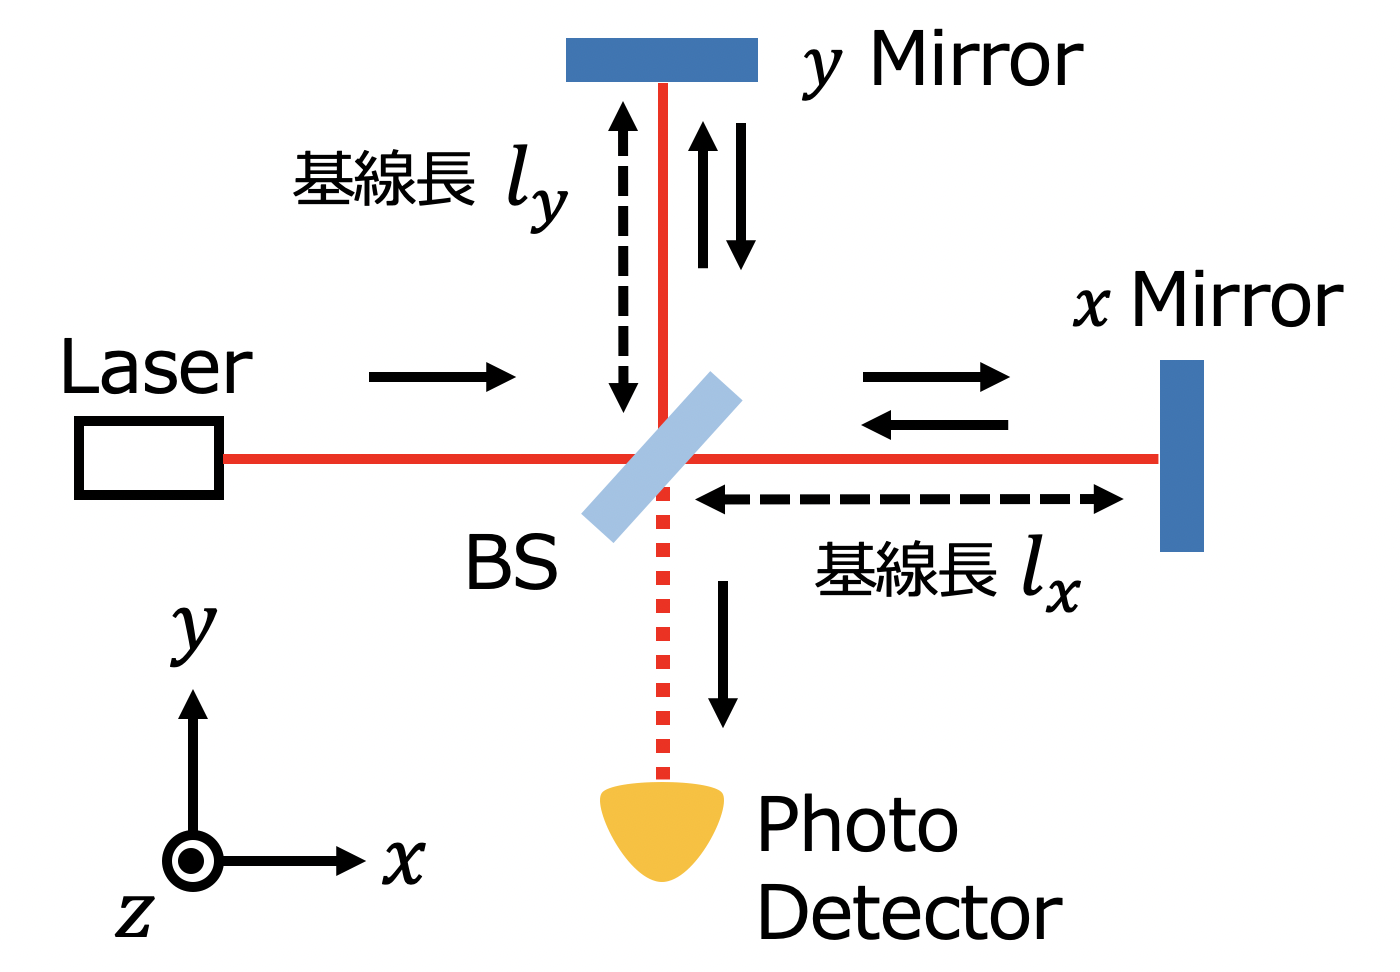 y Mirror
基線長 l_y
x Mirror
Laser
BS
基線長 l_x
y
x
z
Photo
Detector